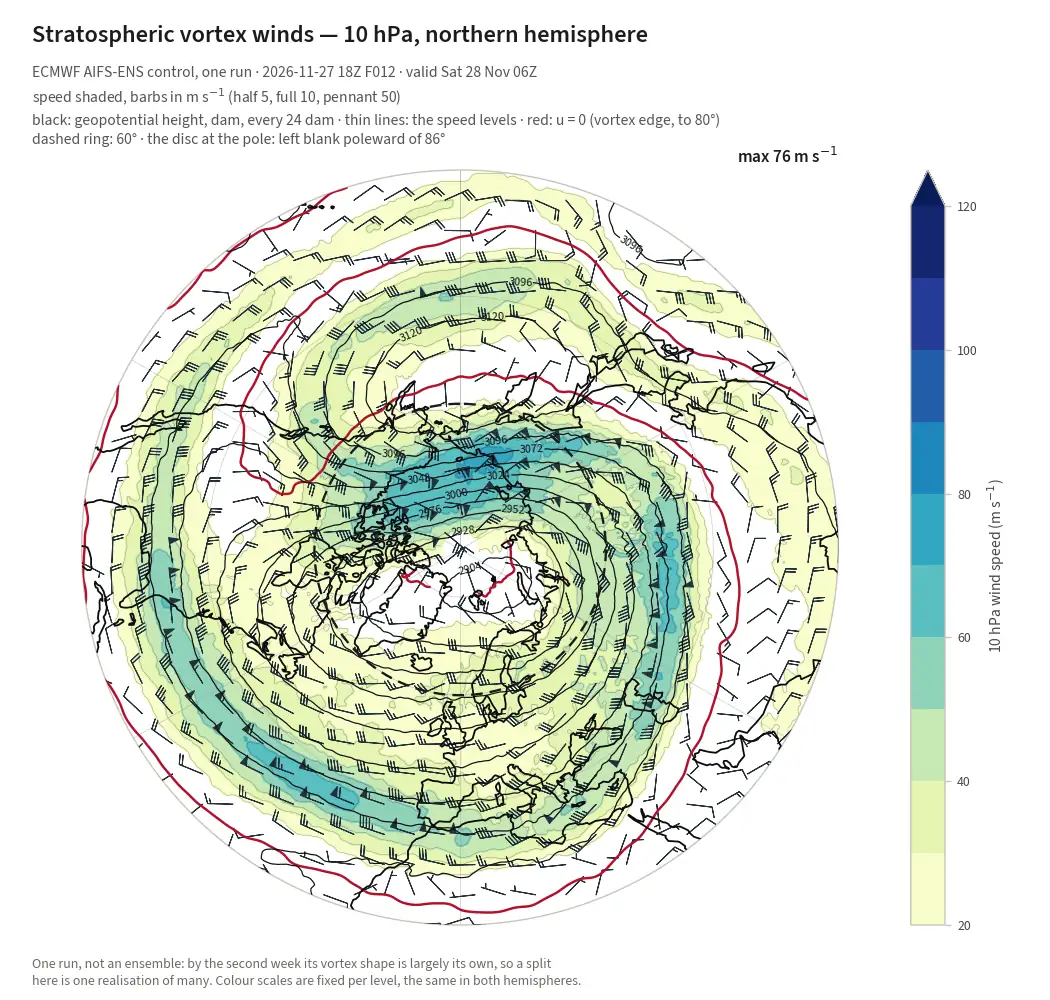 Stratospheric vortex winds — 10 hPa, northern hemisphere
ECMWF AIFS-ENS control, one run · 2026-11-27 18Z F012 · valid Sat 28 Nov 06Z
speed shaded, barbs in m s⁻¹ (half 5, full 10, pennant 50)
black: geopotential height, dam, every 24 dam · thin lines: the speed levels · red: u = 0 (vortex edge, to 80°)
dashed ring: 60° · the disc at the pole: left blank poleward of 86°
max 76 m s⁻¹
120
100
80
60
40
20
10 hPa wind speed (m s⁻¹)
3096
3120
3120
3096
3072
3048
3024
3000
2976
2952
2928
2904
One run, not an ensemble: by the second week its vortex shape is largely its own, so a split
here is one realisation of many. Colour scales are fixed per level, the same in both hemispheres.